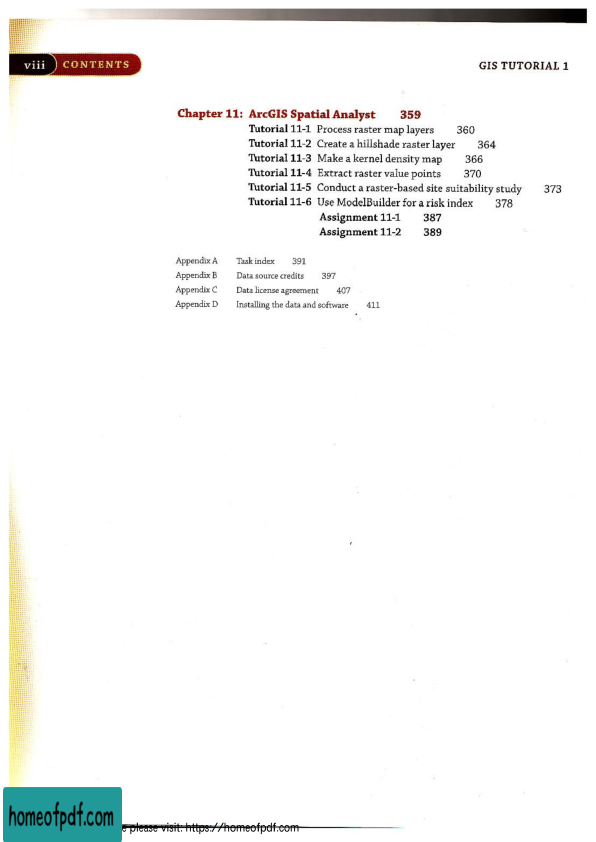 viii CONTENTS
GIS TUTORIAL 1
Chapter 11: ArcGIS Spatial Analyst 359
Tutorial 11-1 Process raster map layers 360
Tutorial 11-2 Create a hillshade raster layer 364
Tutorial 11-3 Make a kernel density map 366
Tutorial 11-4 Extract raster value points 370
Tutorial 11-5 Conduct a raster-based site suitability study 373
Tutorial 11-6 Use ModelBuilder for a risk index 378
Assignment 11-1 387
Assignment 11-2 389
Appendix A Task index 391
Appendix B Data source credits 397
Appendix C Data license agreement 407
Appendix D Installing the data and software 411
homeofpdf.com
e please visit: https://homeofpdf.com